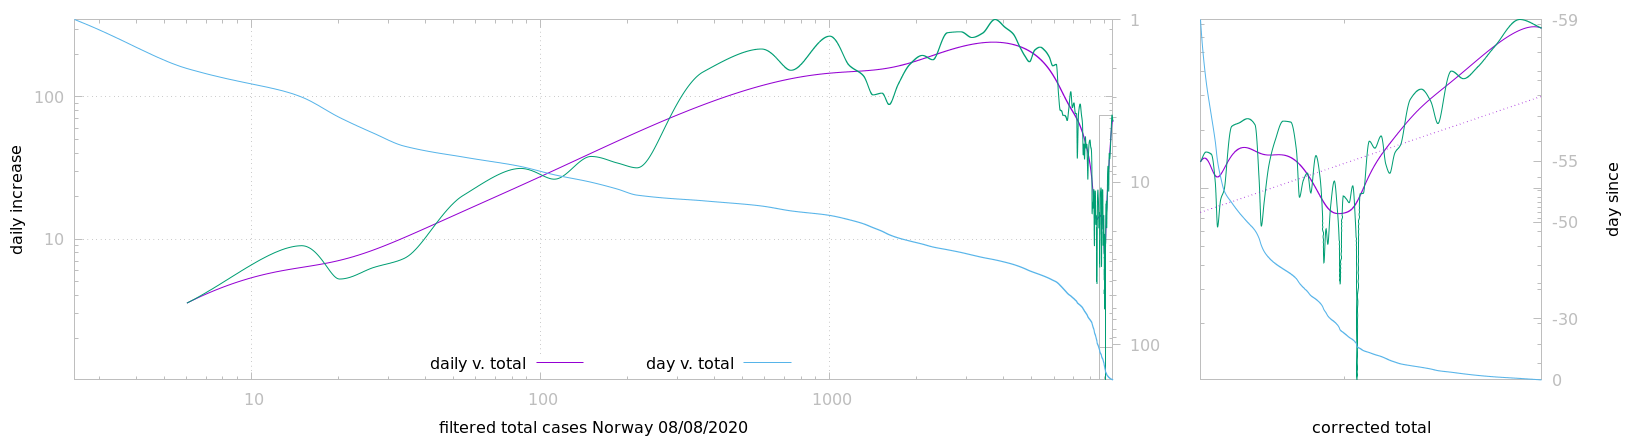 daily increase
100
10
10
100
1000
1
10
100
daily v. total
day v. total
filtered total cases Norway 08/08/2020
-59
-55
-50
-30
0
day since
corrected total